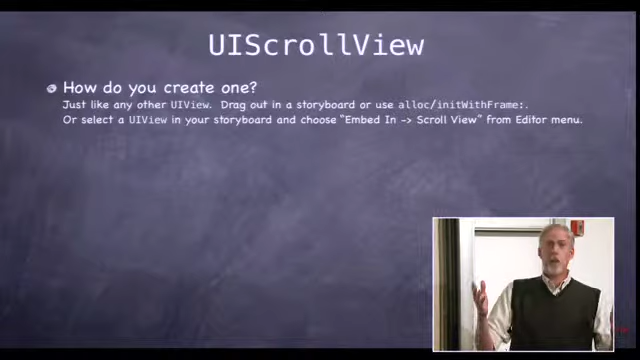 UIScrollView
How do you create one?
Just like any other UIView. Drag out in a storyboard or use alloc/initWithFrame:.
Or select a UIView in your storyboard and choose “Embed In -> Scroll View” from Editor menu.